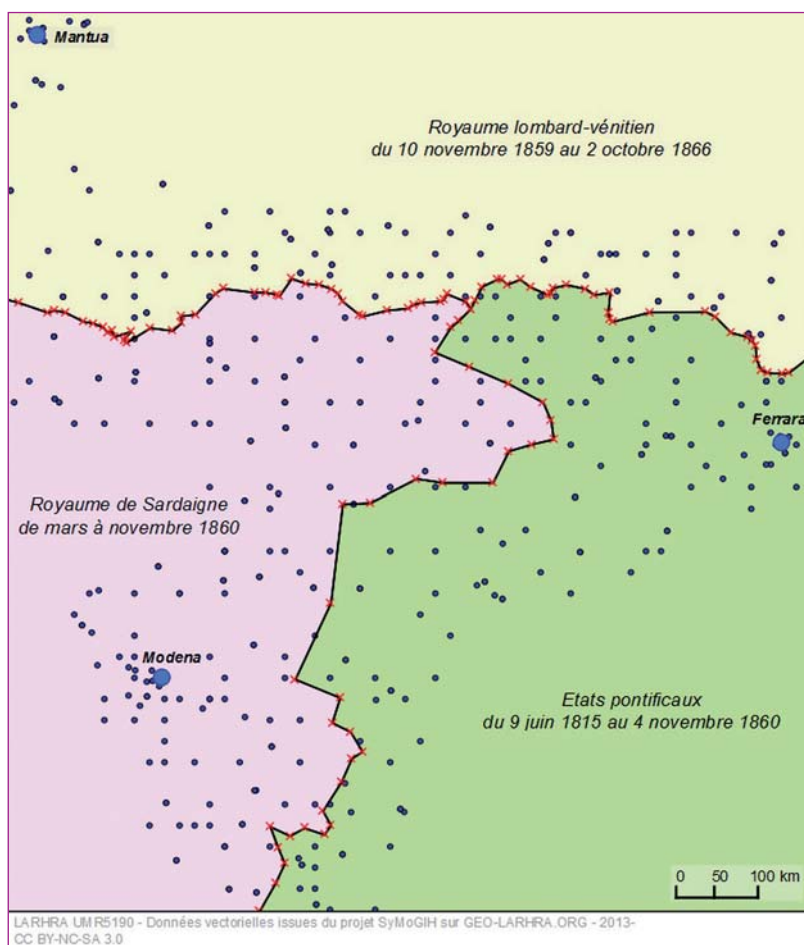 Mantua
Royaume lombard-vénitien
du 10 novembre 1859 au 2 octobre 1866
Ferrara
Royaume de Sardaigne
de mars à novembre 1860
Modena
Etats pontificaux
du 9 juin 1815 au 4 novembre 1860
0 50 100 km
LARHRA UMR5190 - Données vectorielles issues du projet SyMoGIH sur GEO-LARHRA.ORG - 2013-
CC BY-NC-SA 3.0